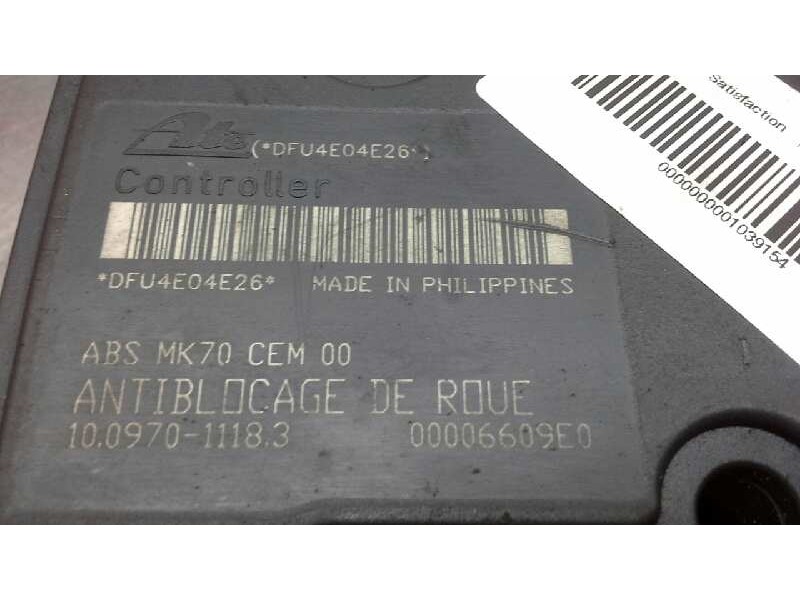 Ate (*DFU4E04E26*)
Controller
*DFU4E04E26* MADE IN PHILIPPINES
ABS MK70 CEM 00
ANTIBLOCAGE DE ROUE
10.0970-1118.3 00006609E0
Satisfaction
0000000001039154